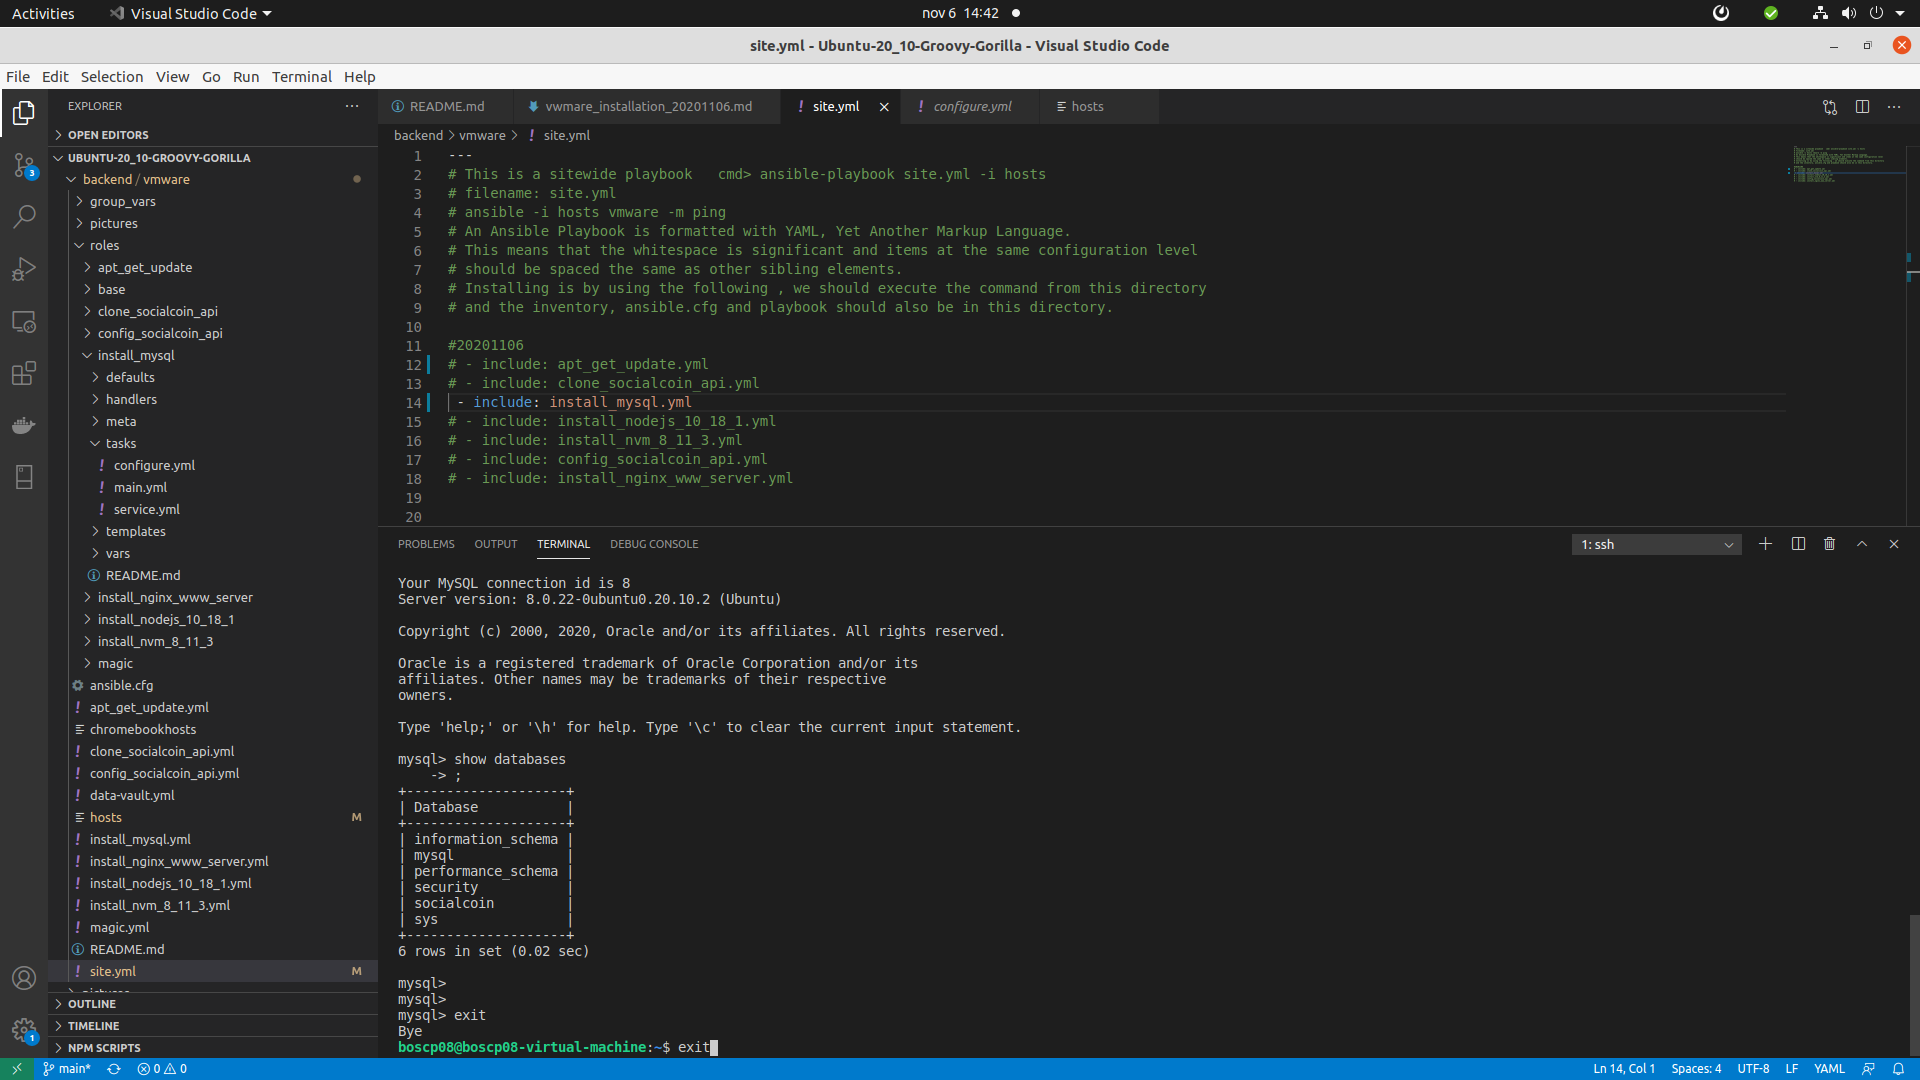 Activities
Visual Studio Code
nov 6 14:42
site.yml - Ubuntu-20_10-Groovy-Gorilla - Visual Studio Code
File Edit Selection View Go Run Terminal Help
EXPLORER
OPEN EDITORS
UBUNTU-20_10-GROOVY-GORILLA
backend / vmware
group_vars
pictures
roles
apt_get_update
base
clone_socialcoin_api
config_socialcoin_api
install_mysql
defaults
handlers
meta
tasks
configure.yml
main.yml
service.yml
templates
vars
README.md
install_nginx_www_server
install_nodejs_10_18_1
install_nvm_8_11_3
magic
ansible.cfg
apt_get_update.yml
chromebookhosts
clone_socialcoin_api.yml
config_socialcoin_api.yml
data-vault.yml
hosts M
install_mysql.yml
install_nginx_www_server.yml
install_nodejs_10_18_1.yml
install_nvm_8_11_3.yml
magic.yml
README.md
site.yml M
OUTLINE
TIMELINE
NPM SCRIPTS
3
1
README.md
vwmare_installation_20201106.md
site.yml
configure.yml
hosts
backend > vmware > ! site.yml
1 ---
2 # This is a sitewide playbook   cmd> ansible-playbook site.yml -i hosts
3 # filename: site.yml
4 # ansible -i hosts vmware -m ping
5 # An Ansible Playbook is formatted with YAML, Yet Another Markup Language.
6 # This means that the whitespace is significant and items at the same configuration level
7 # should be spaced the same as other sibling elements.
8 # Installing is by using the following , we should execute the command from this directory
9 # and the inventory, ansible.cfg and playbook should also be in this directory.
10
11 #20201106
12 # - include: apt_get_update.yml
13 # - include: clone_socialcoin_api.yml
14  - include: install_mysql.yml
15 # - include: install_nodejs_10_18_1.yml
16 # - include: install_nvm_8_11_3.yml
17 # - include: config_socialcoin_api.yml
18 # - include: install_nginx_www_server.yml
19
20
PROBLEMS OUTPUT TERMINAL DEBUG CONSOLE
1: ssh
Your MySQL connection id is 8
Server version: 8.0.22-0ubuntu0.20.10.2 (Ubuntu)
Copyright (c) 2000, 2020, Oracle and/or its affiliates. All rights reserved.
Oracle is a registered trademark of Oracle Corporation and/or its
affiliates. Other names may be trademarks of their respective
owners.
Type 'help;' or '\h' for help. Type '\c' to clear the current input statement.
mysql> show databases
    -> ;
+--------------------+
| Database           |
+--------------------+
| information_schema |
| mysql              |
| performance_schema |
| security           |
| socialcoin         |
| sys                |
+--------------------+
6 rows in set (0.02 sec)
mysql>
mysql>
mysql> exit
Bye
boscp08@boscp08-virtual-machine:~$ exit
main* 0 0
Ln 14, Col 1 Spaces: 4 UTF-8 LF YAML